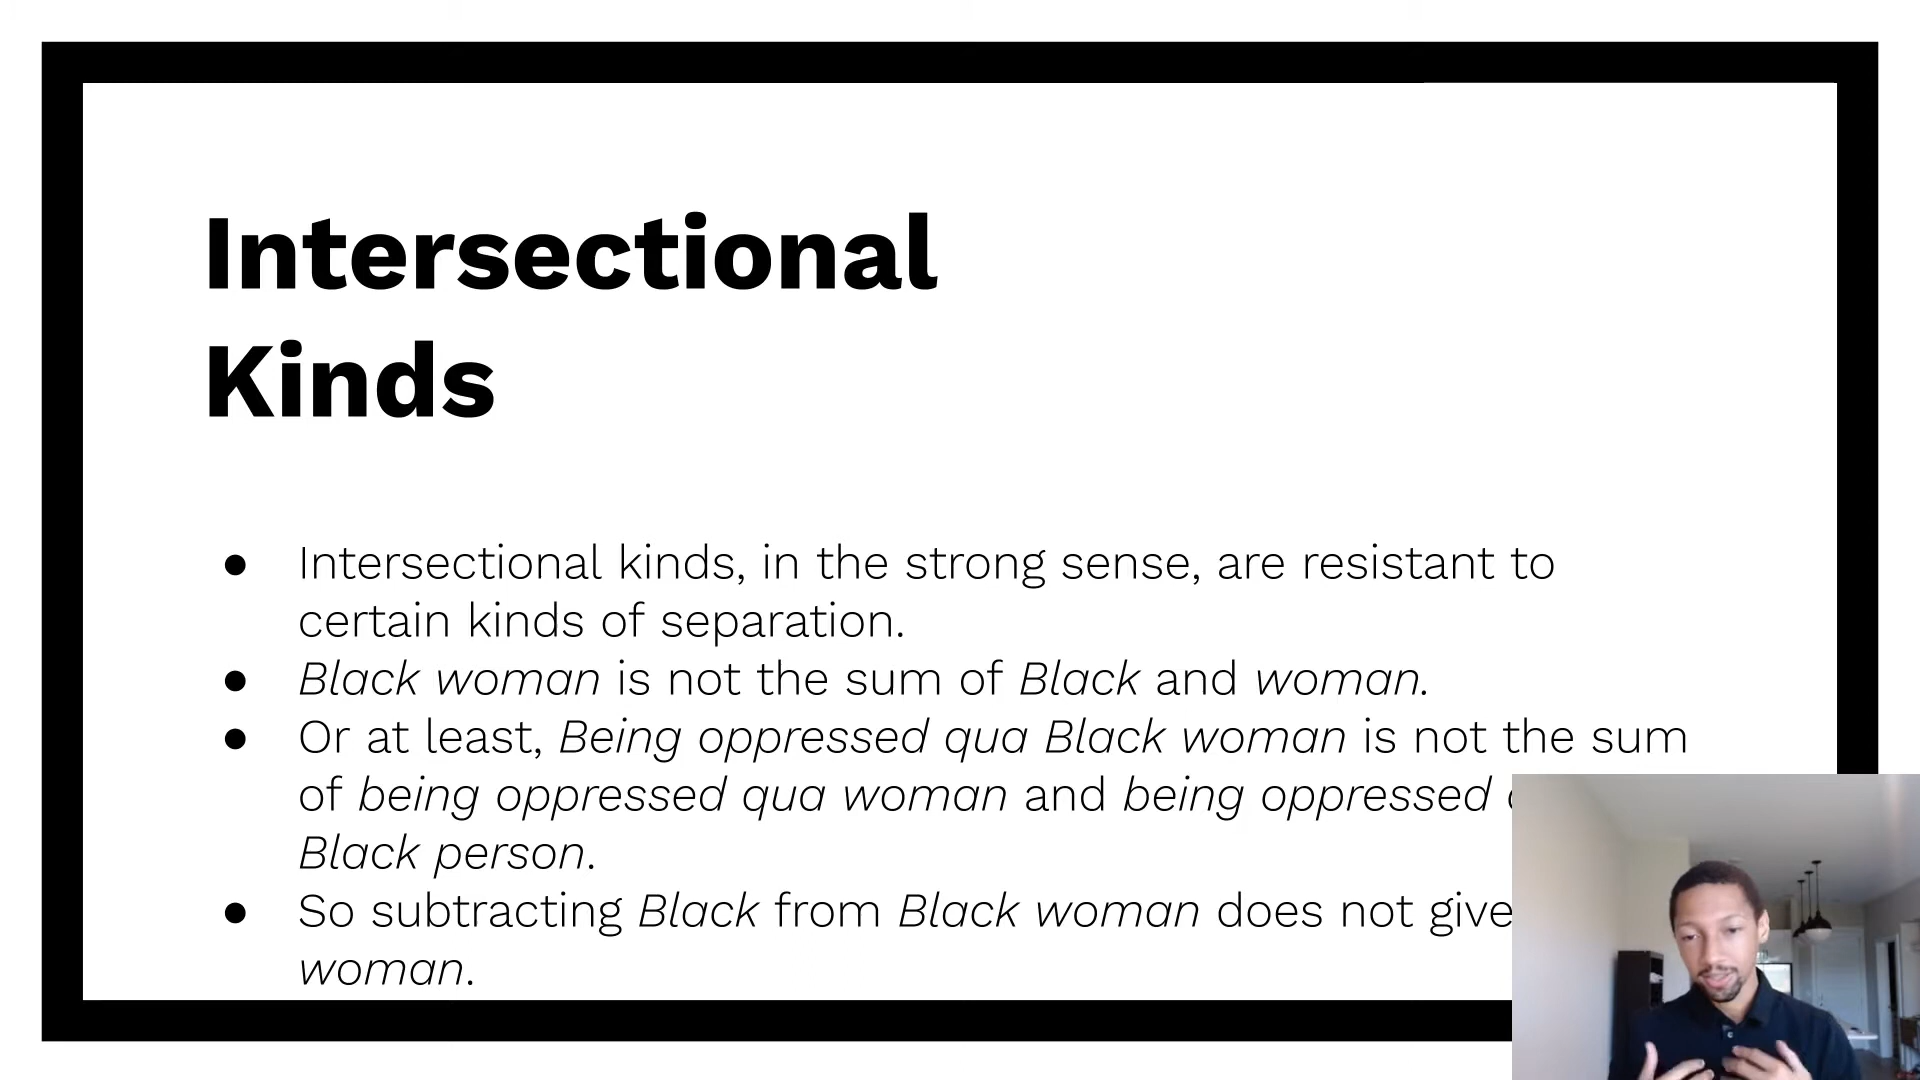 Intersectional
Kinds
● Intersectional kinds, in the strong sense, are resistant to
certain kinds of separation.
● Black woman is not the sum of Black and woman.
● Or at least, Being oppressed qua Black woman is not the sum
of being oppressed qua woman and being oppressed
Black person.
● So subtracting Black from Black woman does not give
woman.